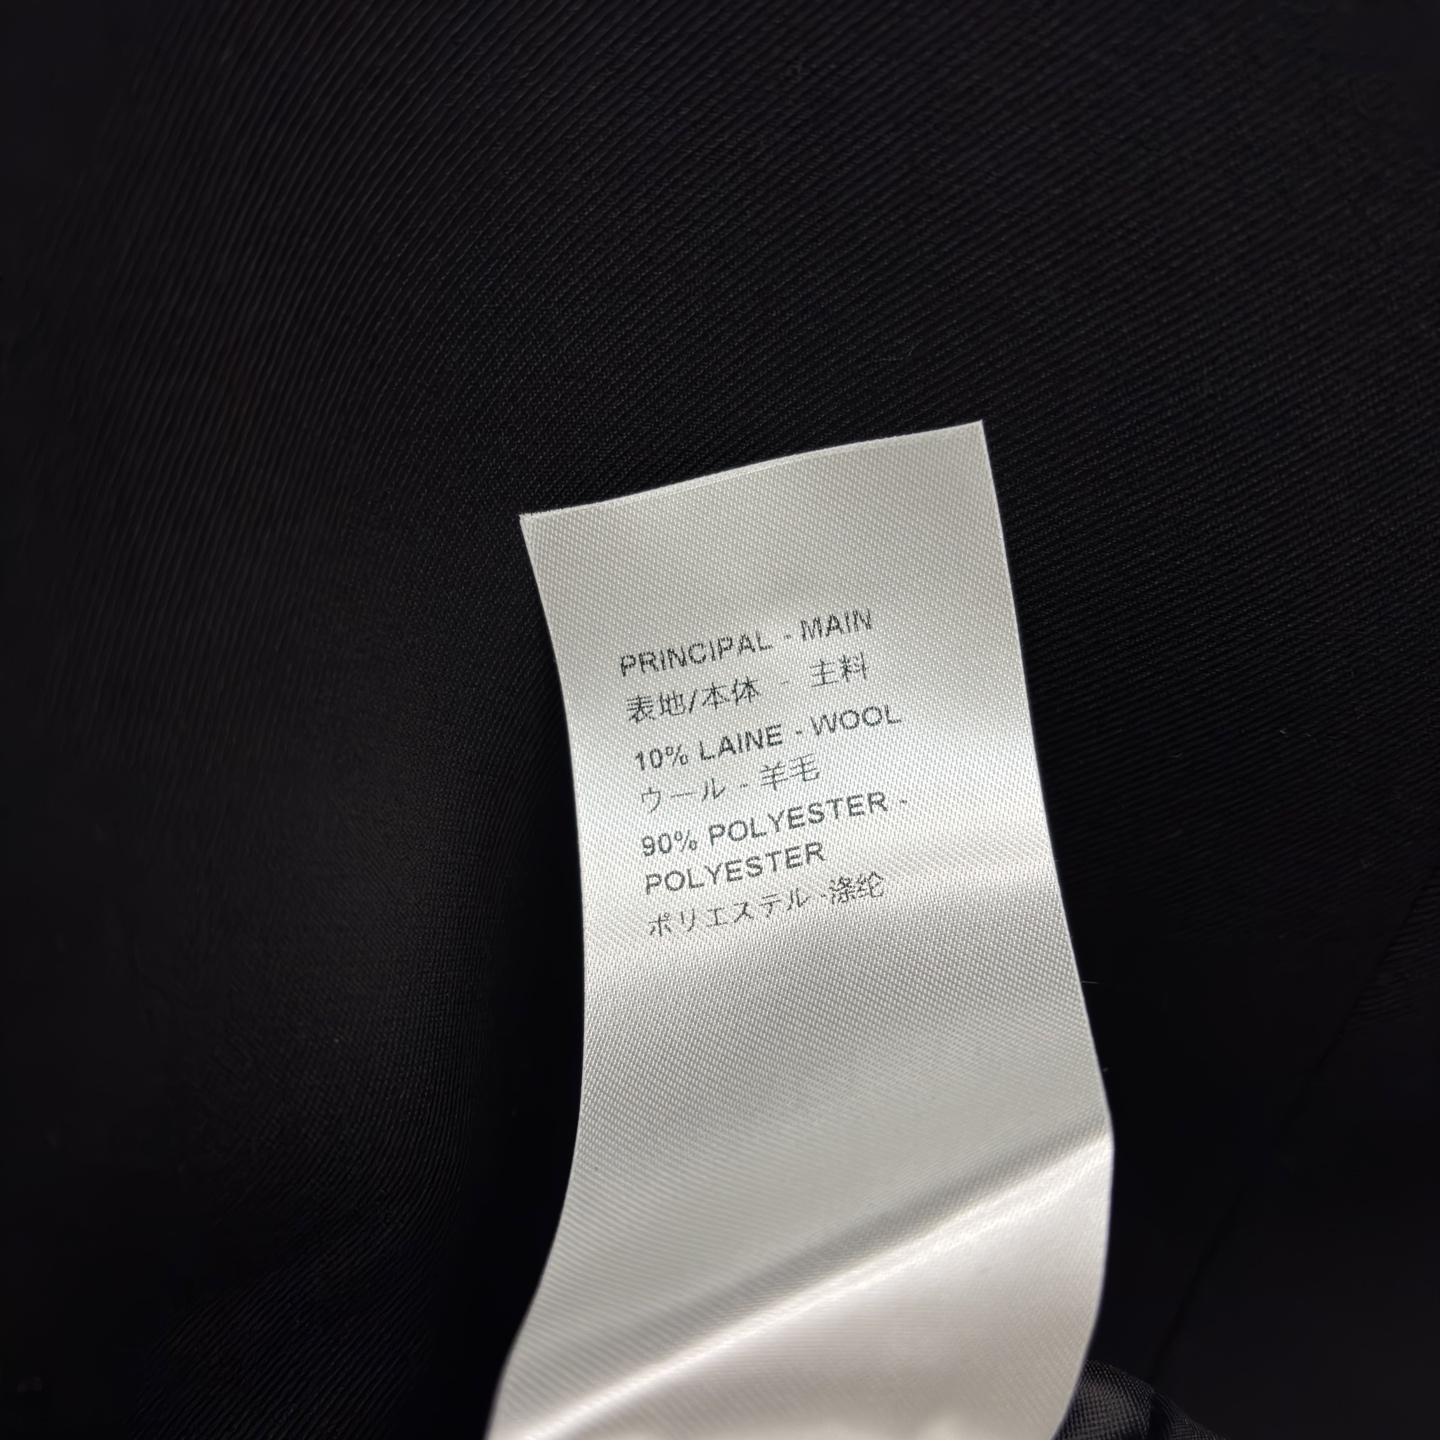 PRINCIPAL - MAIN
表地/本体 - 主料
10% LAINE - WOOL
ウール - 羊毛
90% POLYESTER -
POLYESTER
ポリエステル -涤纶